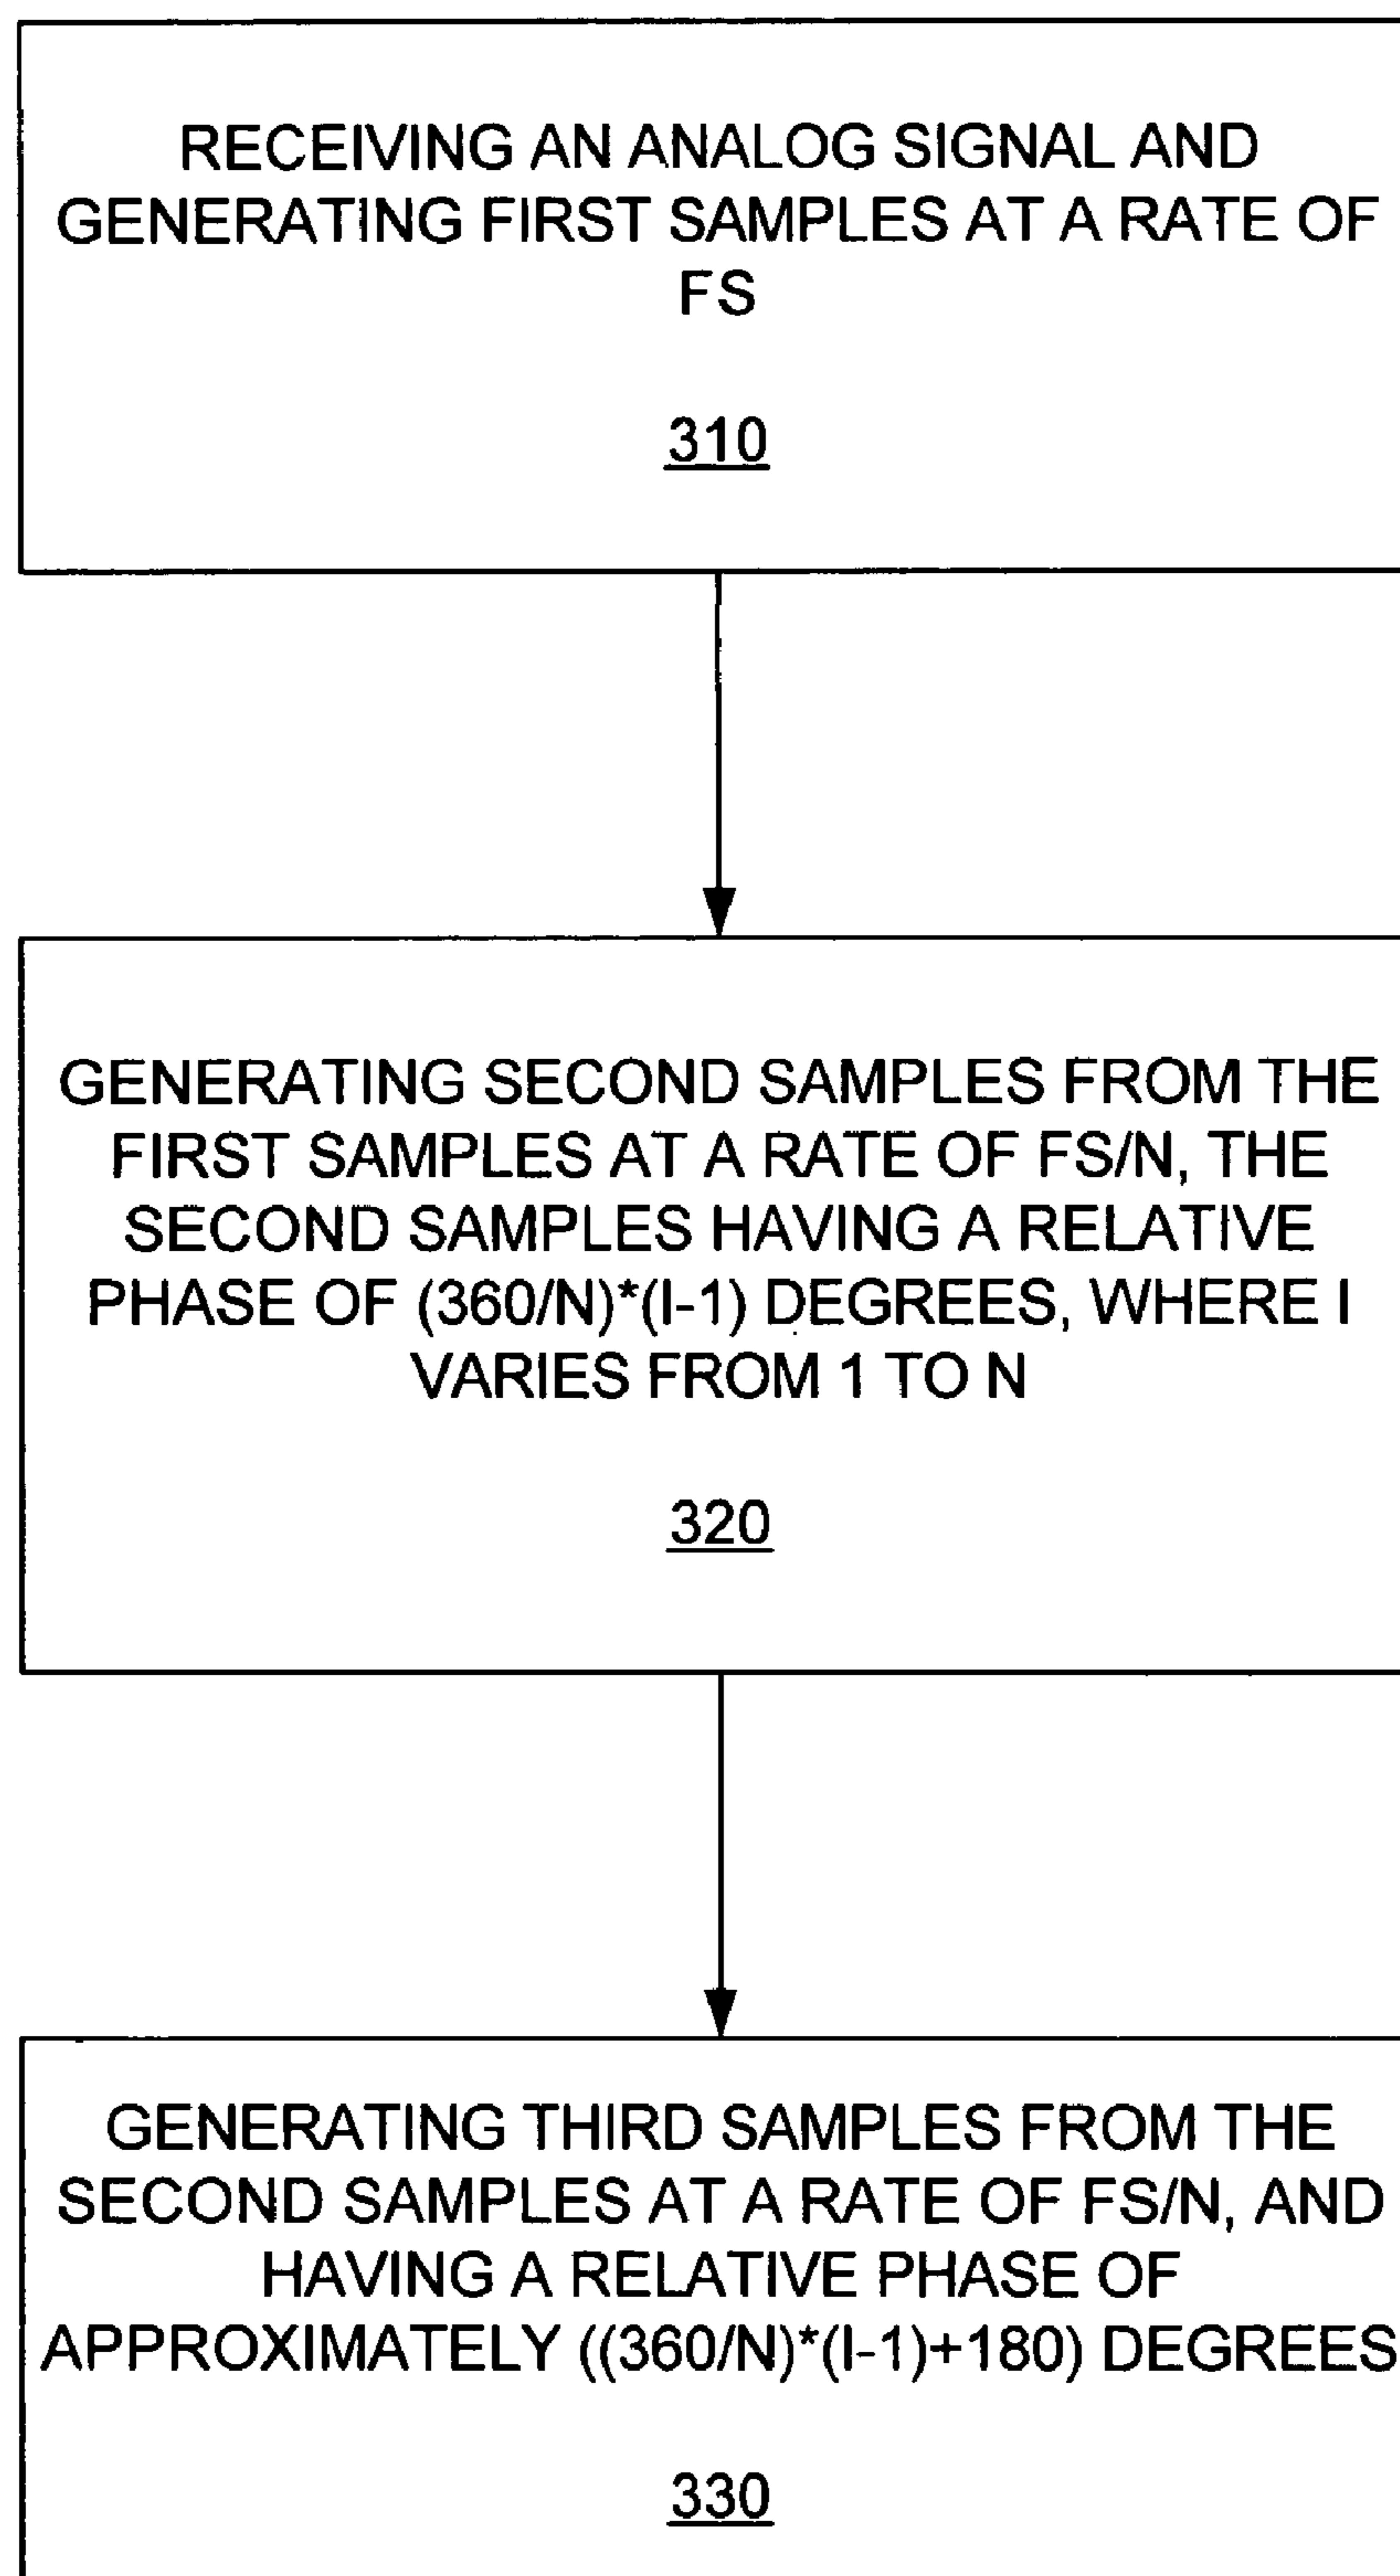 RECEIVING AN ANALOG SIGNAL AND
GENERATING FIRST SAMPLES AT A RATE OF
FS
310
GENERATING SECOND SAMPLES FROM THE
FIRST SAMPLES AT A RATE OF FS/N, THE
SECOND SAMPLES HAVING A RELATIVE
PHASE OF (360/N)*(I-1) DEGREES, WHERE I
VARIES FROM 1 TO N
320
GENERATING THIRD SAMPLES FROM THE
SECOND SAMPLES AT A RATE OF FS/N, AND
HAVING A RELATIVE PHASE OF
APPROXIMATELY ((360/N)*(I-1)+180) DEGREES
330